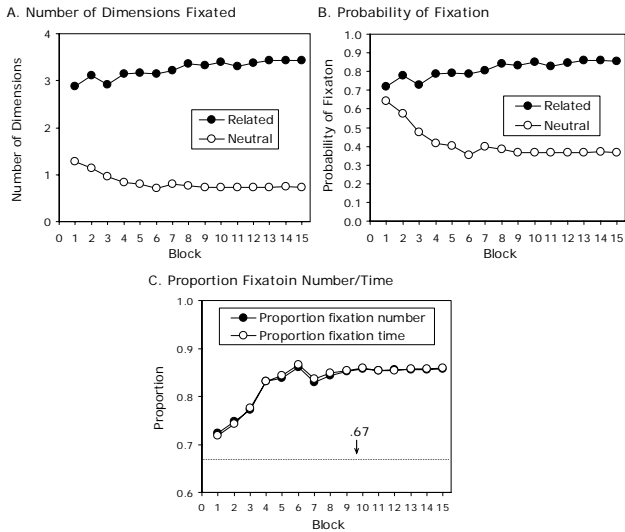 A. Number of Dimensions Fixated
4
3
2
1
0
Number of Dimensions
Related
Neutral
0 1 2 3 4 5 6 7 8 9 10 11 12 13 14 15
Block
B. Probability of Fixation
1.0
0.9
0.8
0.7
0.6
0.5
0.4
0.3
0.2
0.1
0.0
Probability of Fixaton
Related
Neutral
0 1 2 3 4 5 6 7 8 9 10 11 12 13 14 15
Block
C. Proportion Fixatoin Number/Time
1.0
0.9
0.8
0.7
0.6
Proportion
Proportion fixation number
Proportion fixation time
.67
0 1 2 3 4 5 6 7 8 9 10 11 12 13 14 15
Block